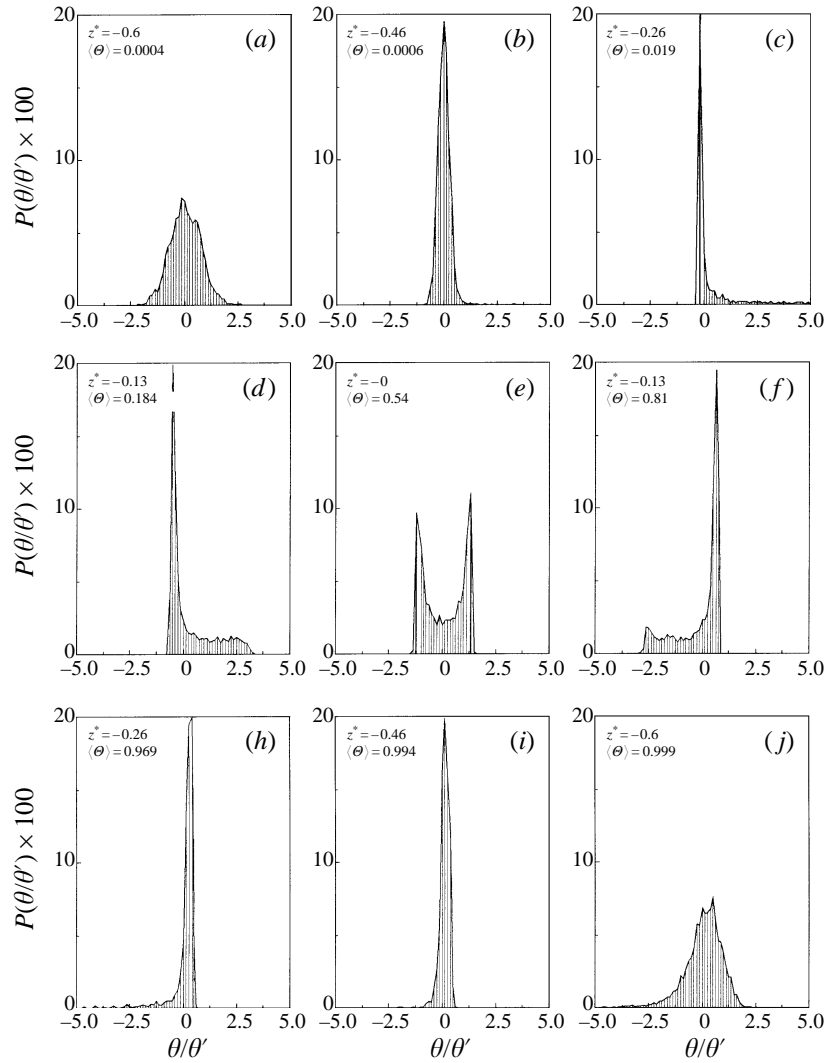 20
z* = −0.6
⟨Θ⟩ = 0.0004
(a)
P(θ/θ′) × 100
10
0
−5.0
−2.5
0
2.5
5.0
20
z* = −0.46
⟨Θ⟩ = 0.0006
(b)
10
0
−5.0
−2.5
0
2.5
5.0
20
z* = −0.26
⟨Θ⟩ = 0.019
(c)
10
0
−5.0
−2.5
0
2.5
5.0
20
z* = −0.13
⟨Θ⟩ = 0.184
(d)
P(θ/θ′) × 100
10
0
−5.0
−2.5
0
2.5
5.0
20
z* = −0
⟨Θ⟩ = 0.54
(e)
10
0
−5.0
−2.5
0
2.5
5.0
20
z* = −0.13
⟨Θ⟩ = 0.81
(f)
10
0
−5.0
−2.5
0
2.5
5.0
20
z* = −0.26
⟨Θ⟩ = 0.969
(h)
P(θ/θ′) × 100
10
0
−5.0
−2.5
0
2.5
5.0
θ/θ′
20
z* = −0.46
⟨Θ⟩ = 0.994
(i)
10
0
−5.0
−2.5
0
2.5
5.0
θ/θ′
20
z* = −0.6
⟨Θ⟩ = 0.999
(j)
10
0
−5.0
−2.5
0
2.5
5.0
θ/θ′